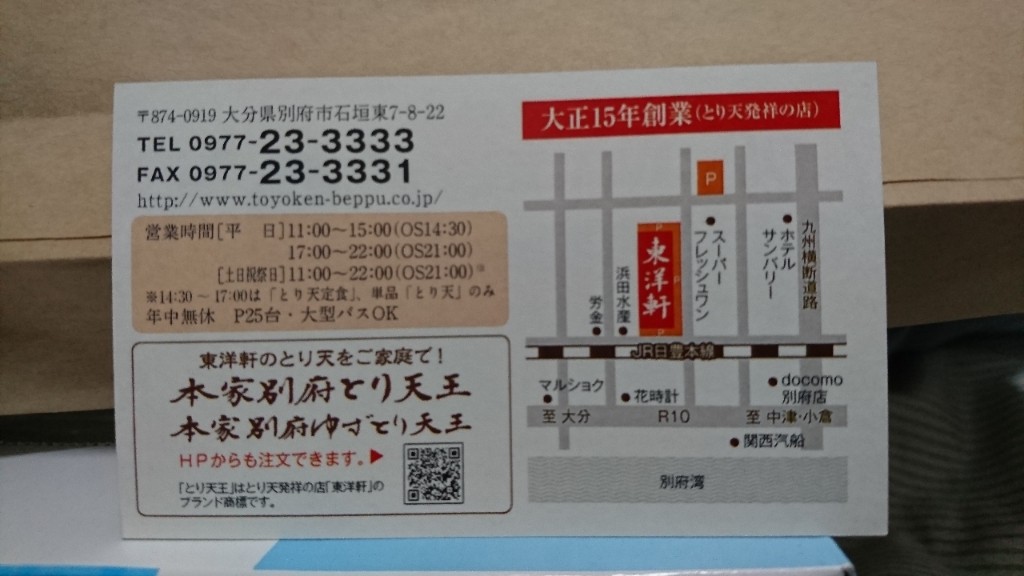 〒874-0919 大分県別府市石垣東7-8-22
TEL 0977-23-3333
FAX 0977-23-3331
http://www.toyoken-beppu.co.jp/
営業時間[平 日]11:00～15:00(OS14:30)
17:00～22:00(OS21:00)
[土日祝祭日]11:00～22:00(OS21:00)※
※14:30～17:00は「とり天定食」、単品「とり天」のみ
年中無休 P25台・大型バスOK
東洋軒のとり天をご家庭で！
本家別府とり天王
本家別府ゆずとり天王
HPからも注文できます。▶
「とり天王」はとり天発祥の店「東洋軒」の
ブランド商標です。
大正15年創業(とり天発祥の店)
P
九州横断道路
ホテル
サンバリー
スーパー
フレッシュワン
P
東洋軒
P
P
浜田水産
労金
JR日豊本線
マルショク
花時計
docomo
別府店
至 大分
R10
至 中津・小倉
関西汽船
別府湾